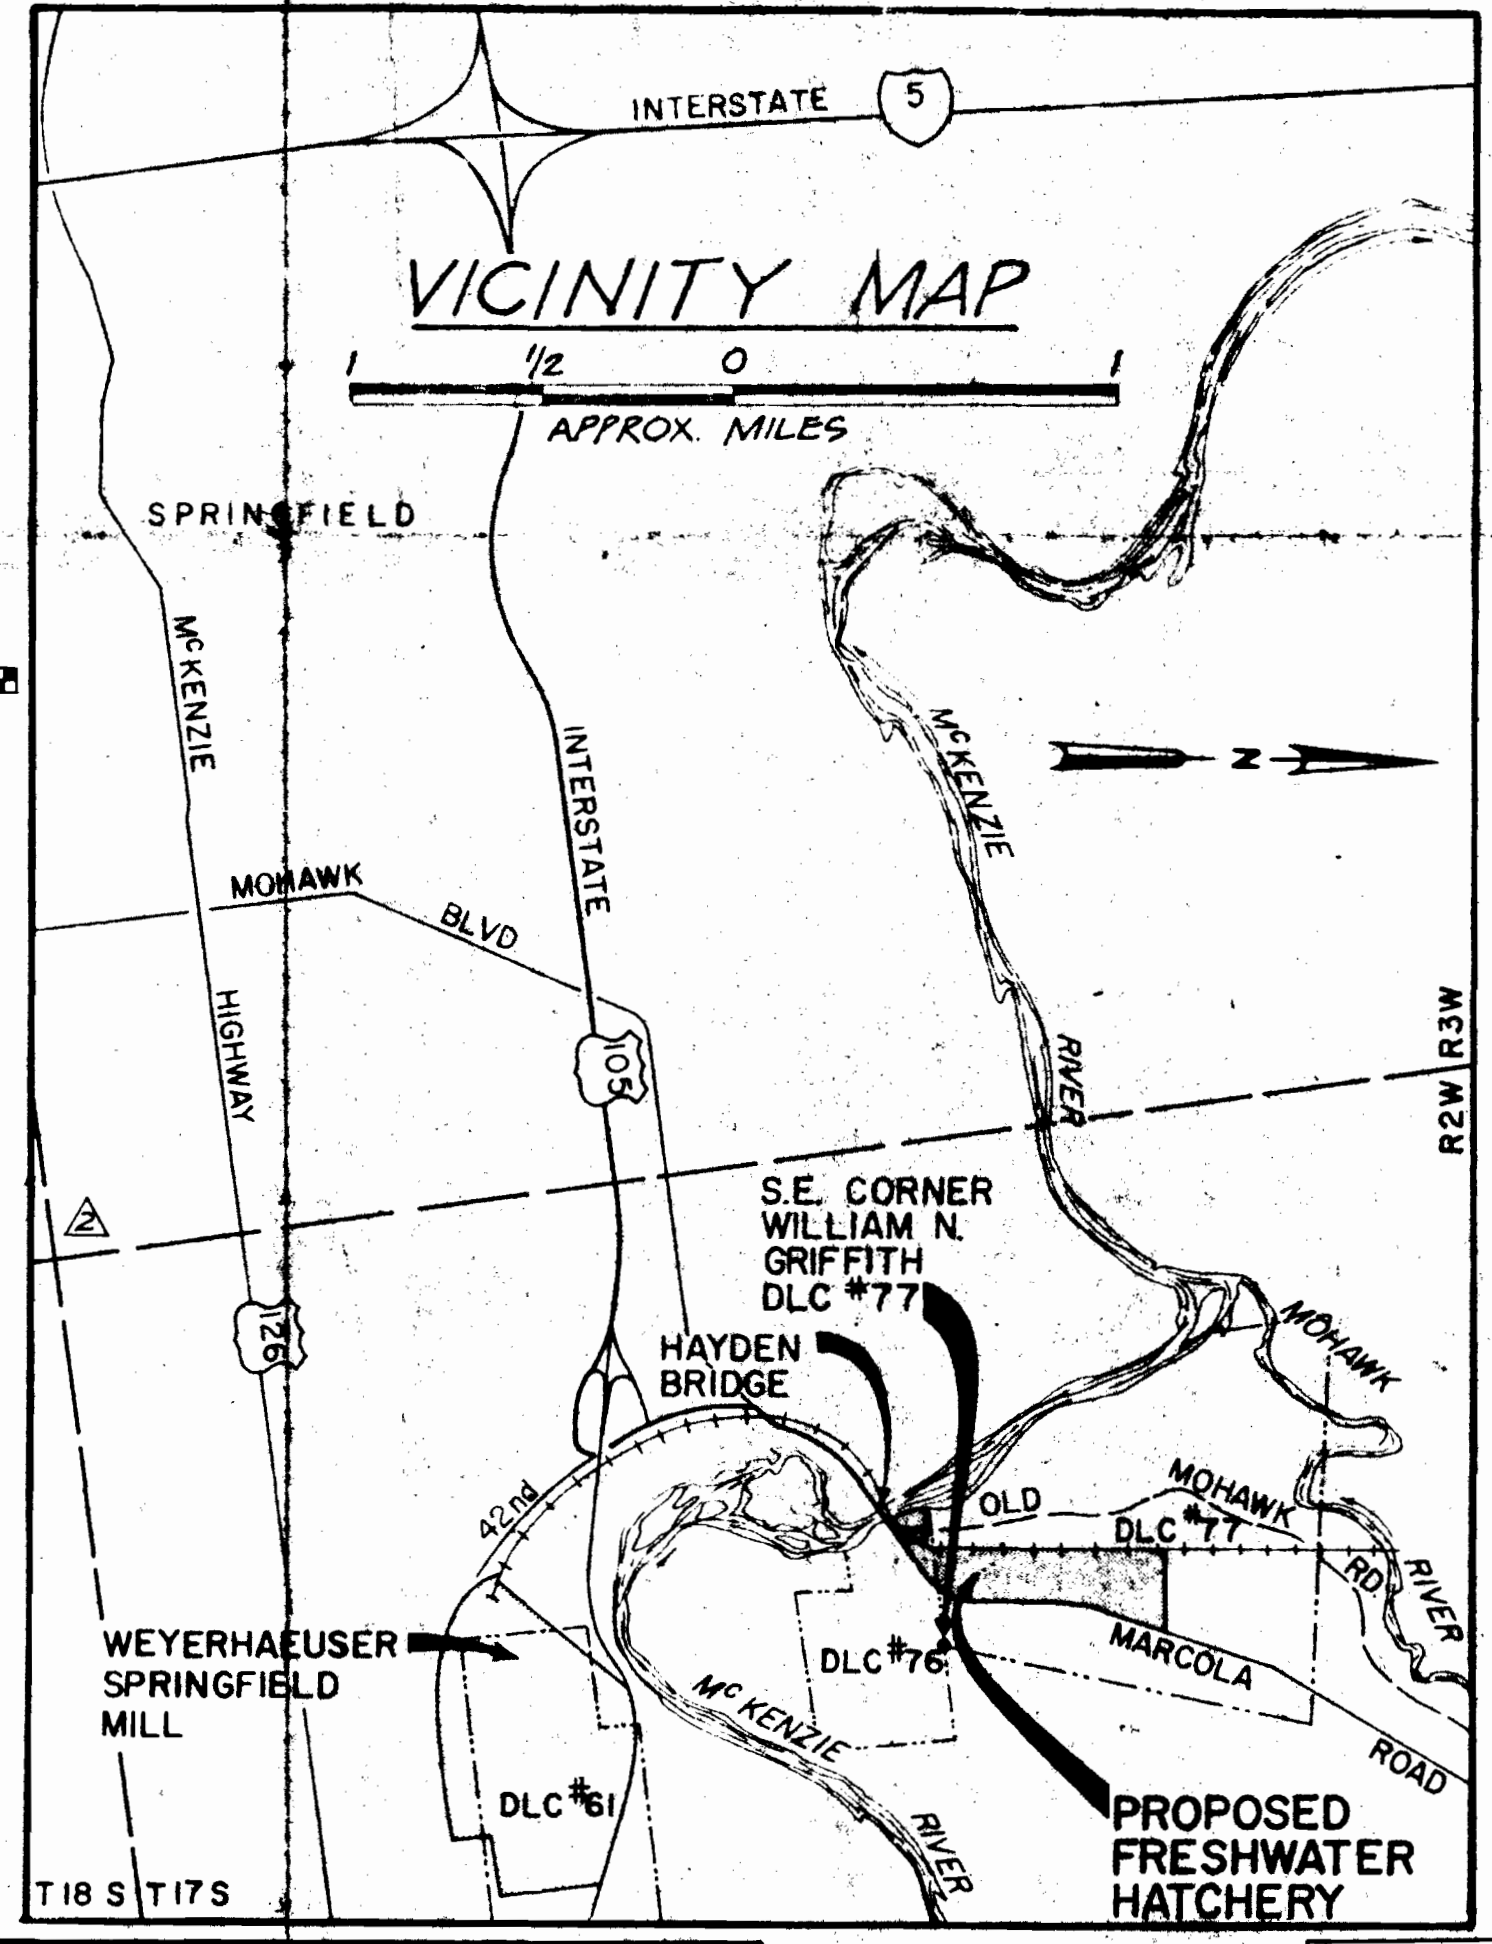 INTERSTATE 5
VICINITY MAP
1 1/2 0 1
APPROX. MILES
SPRINGFIELD
McKENZIE
HIGHWAY
126
INTERSTATE
105
MOHAWK
BLVD
McKENZIE
RIVER
N
R2W R3W
2
S.E. CORNER
WILLIAM N.
GRIFFITH
DLC #77
HAYDEN
BRIDGE
MOHAWK
RIVER
42nd
OLD
MOHAWK
RD.
DLC #77
WEYERHAEUSER
SPRINGFIELD
MILL
DLC #76
MARCOLA
ROAD
McKENZIE
RIVER
DLC #61
PROPOSED
FRESHWATER
HATCHERY
T 18 S T 17 S